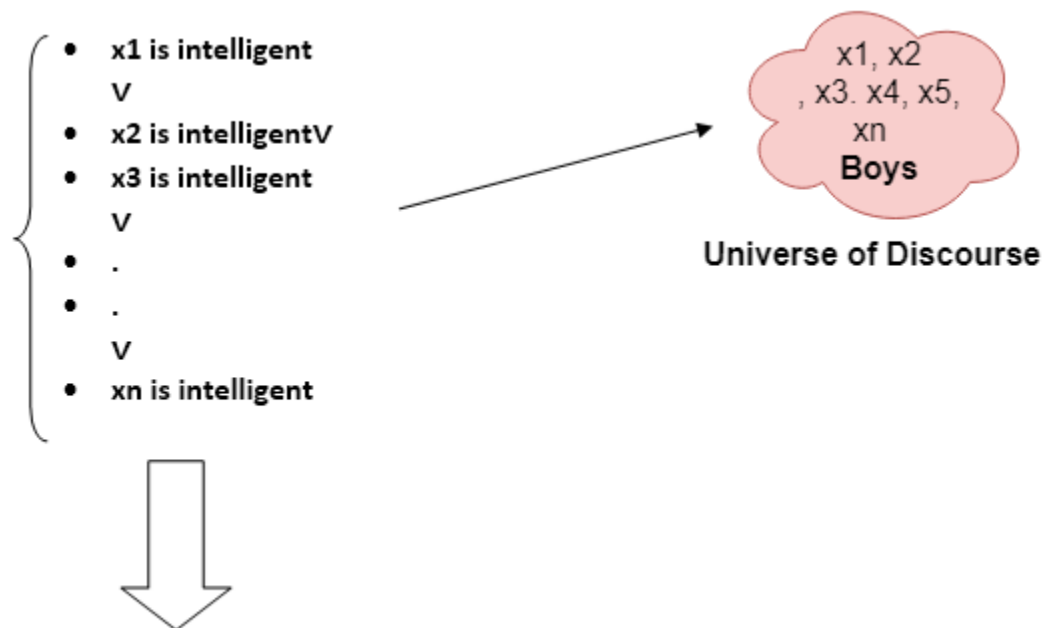 • x1 is intelligent
V
• x2 is intelligentV
• x3 is intelligent
V
• .
• .
V
• xn is intelligent
x1, x2
, x3. x4, x5,
xn
Boys
Universe of Discourse